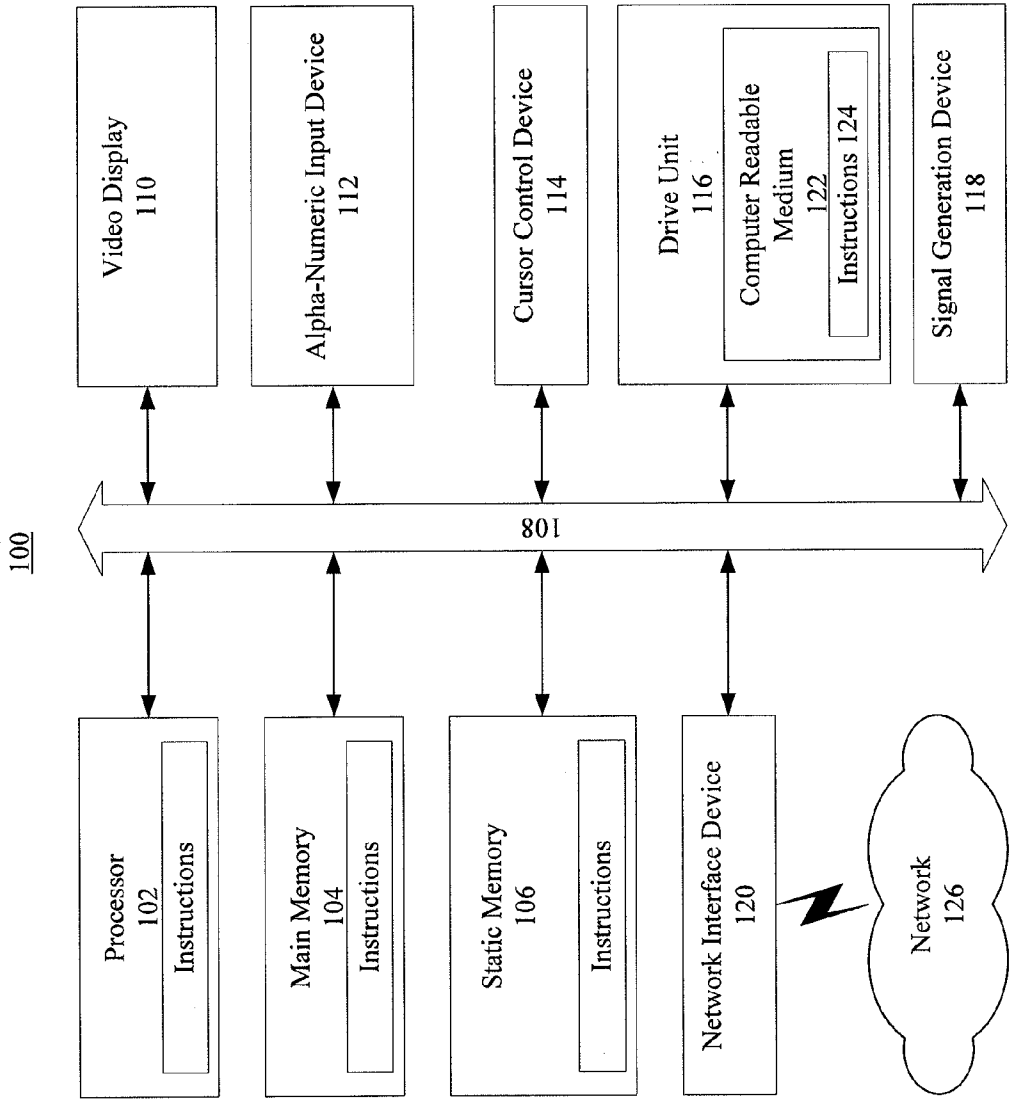 100
Processor
102
Instructions
Main Memory
104
Instructions
Static Memory
106
Instructions
Network Interface Device
120
Network
126
108
Video Display
110
Alpha-Numeric Input Device
112
Cursor Control Device
114
Drive Unit
116
Computer Readable
Medium
122
Instructions 124
Signal Generation Device
118